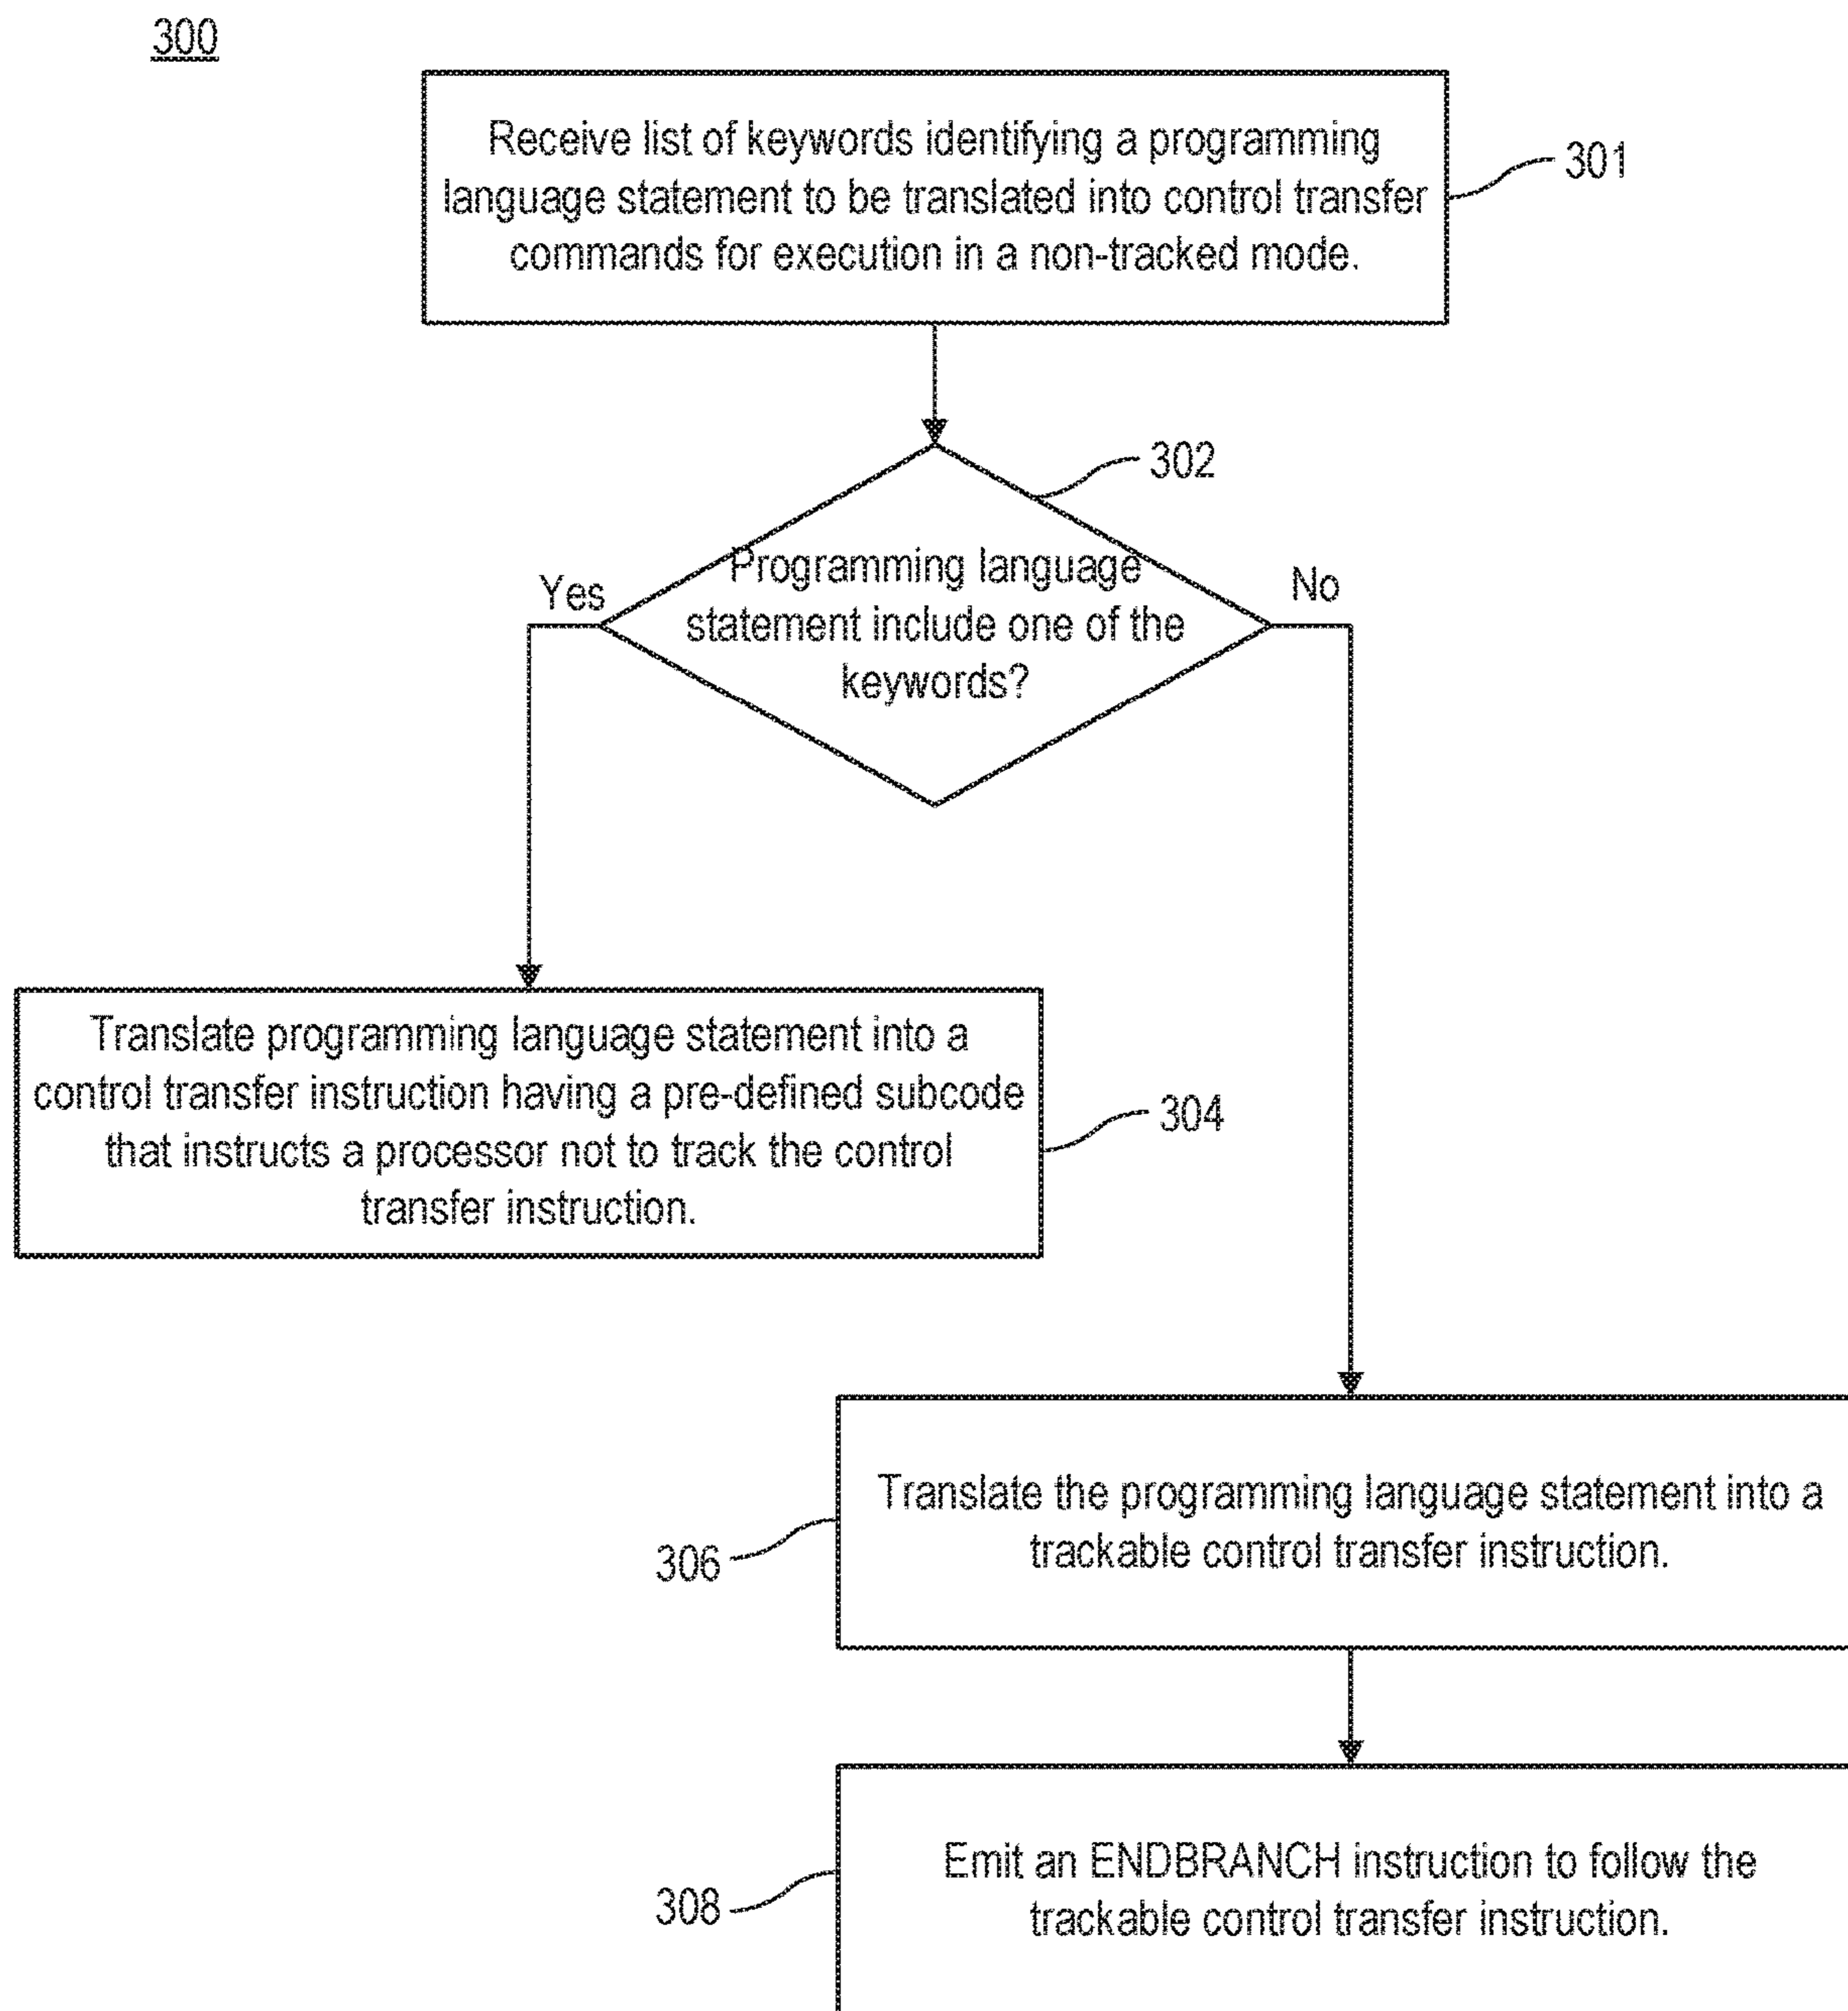 300
Receive list of keywords identifying a programming
language statement to be translated into control transfer
commands for execution in a non-tracked mode.
301
302
Programming language
statement include one of the
keywords?
Yes
No
Translate programming language statement into a
control transfer instruction having a pre-defined subcode
that instructs a processor not to track the control
transfer instruction.
304
Translate the programming language statement into a
trackable control transfer instruction.
306
Emit an ENDBRANCH instruction to follow the
trackable control transfer instruction.
308